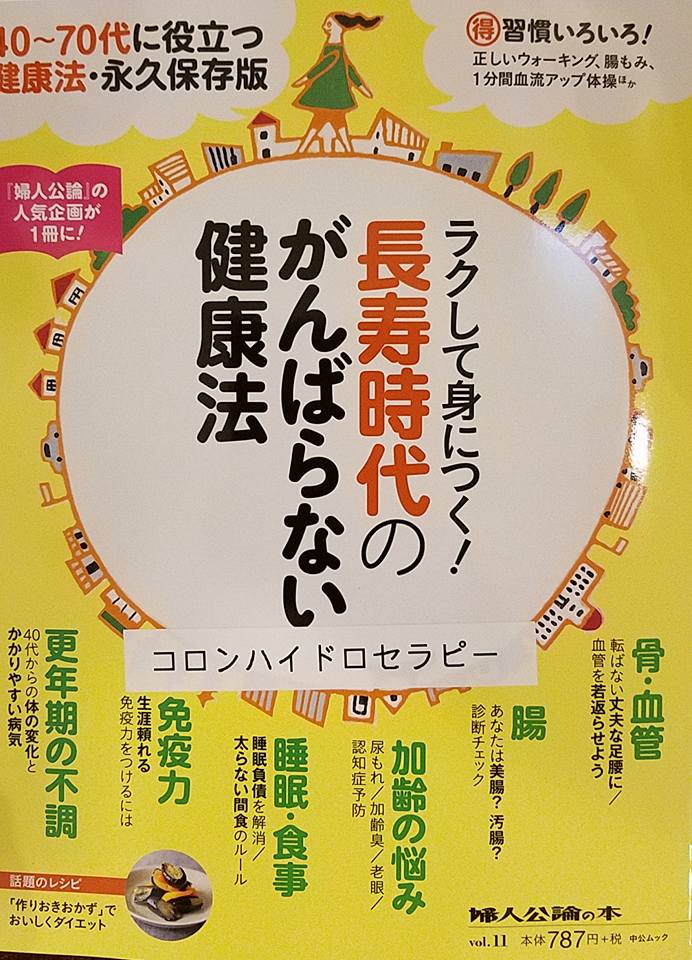 40〜70代に役立つ
健康法・永久保存版
得習慣いろいろ!
正しいウォーキング、腸もみ、
1分間血流アップ体操ほか
『婦人公論』の
人気企画が
1冊に!
ラクして身につく!
長寿時代の
がんばらない
健康法
コロンハイドロセラピー
骨・血管
転ばない丈夫な足腰に/
血管を若返らせよう
腸
あなたは美腸?汚腸?
診断チェック
加齢の悩み
尿もれ/加齢臭/老眼/
認知症予防
睡眠・食事
睡眠負債を解消/
太らない間食のルール
免疫力
生涯頼れる
免疫力をつけるには
更年期の不調
40代からの体の変化と
かかりやすい病気
話題のレシピ
「作りおきおかず」で
おいしくダイエット
婦人公論の本
vol.11 本体787円+税 中公ムック